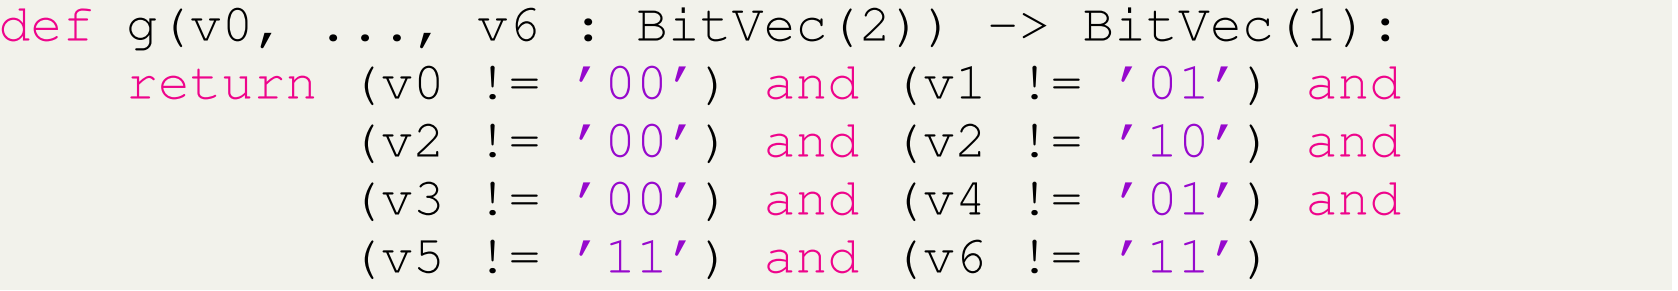 def g(v0, ..., v6 : BitVec(2)) -> BitVec(1):
    return (v0 != '00') and (v1 != '01') and
           (v2 != '00') and (v2 != '10') and
           (v3 != '00') and (v4 != '01') and
           (v5 != '11') and (v6 != '11')